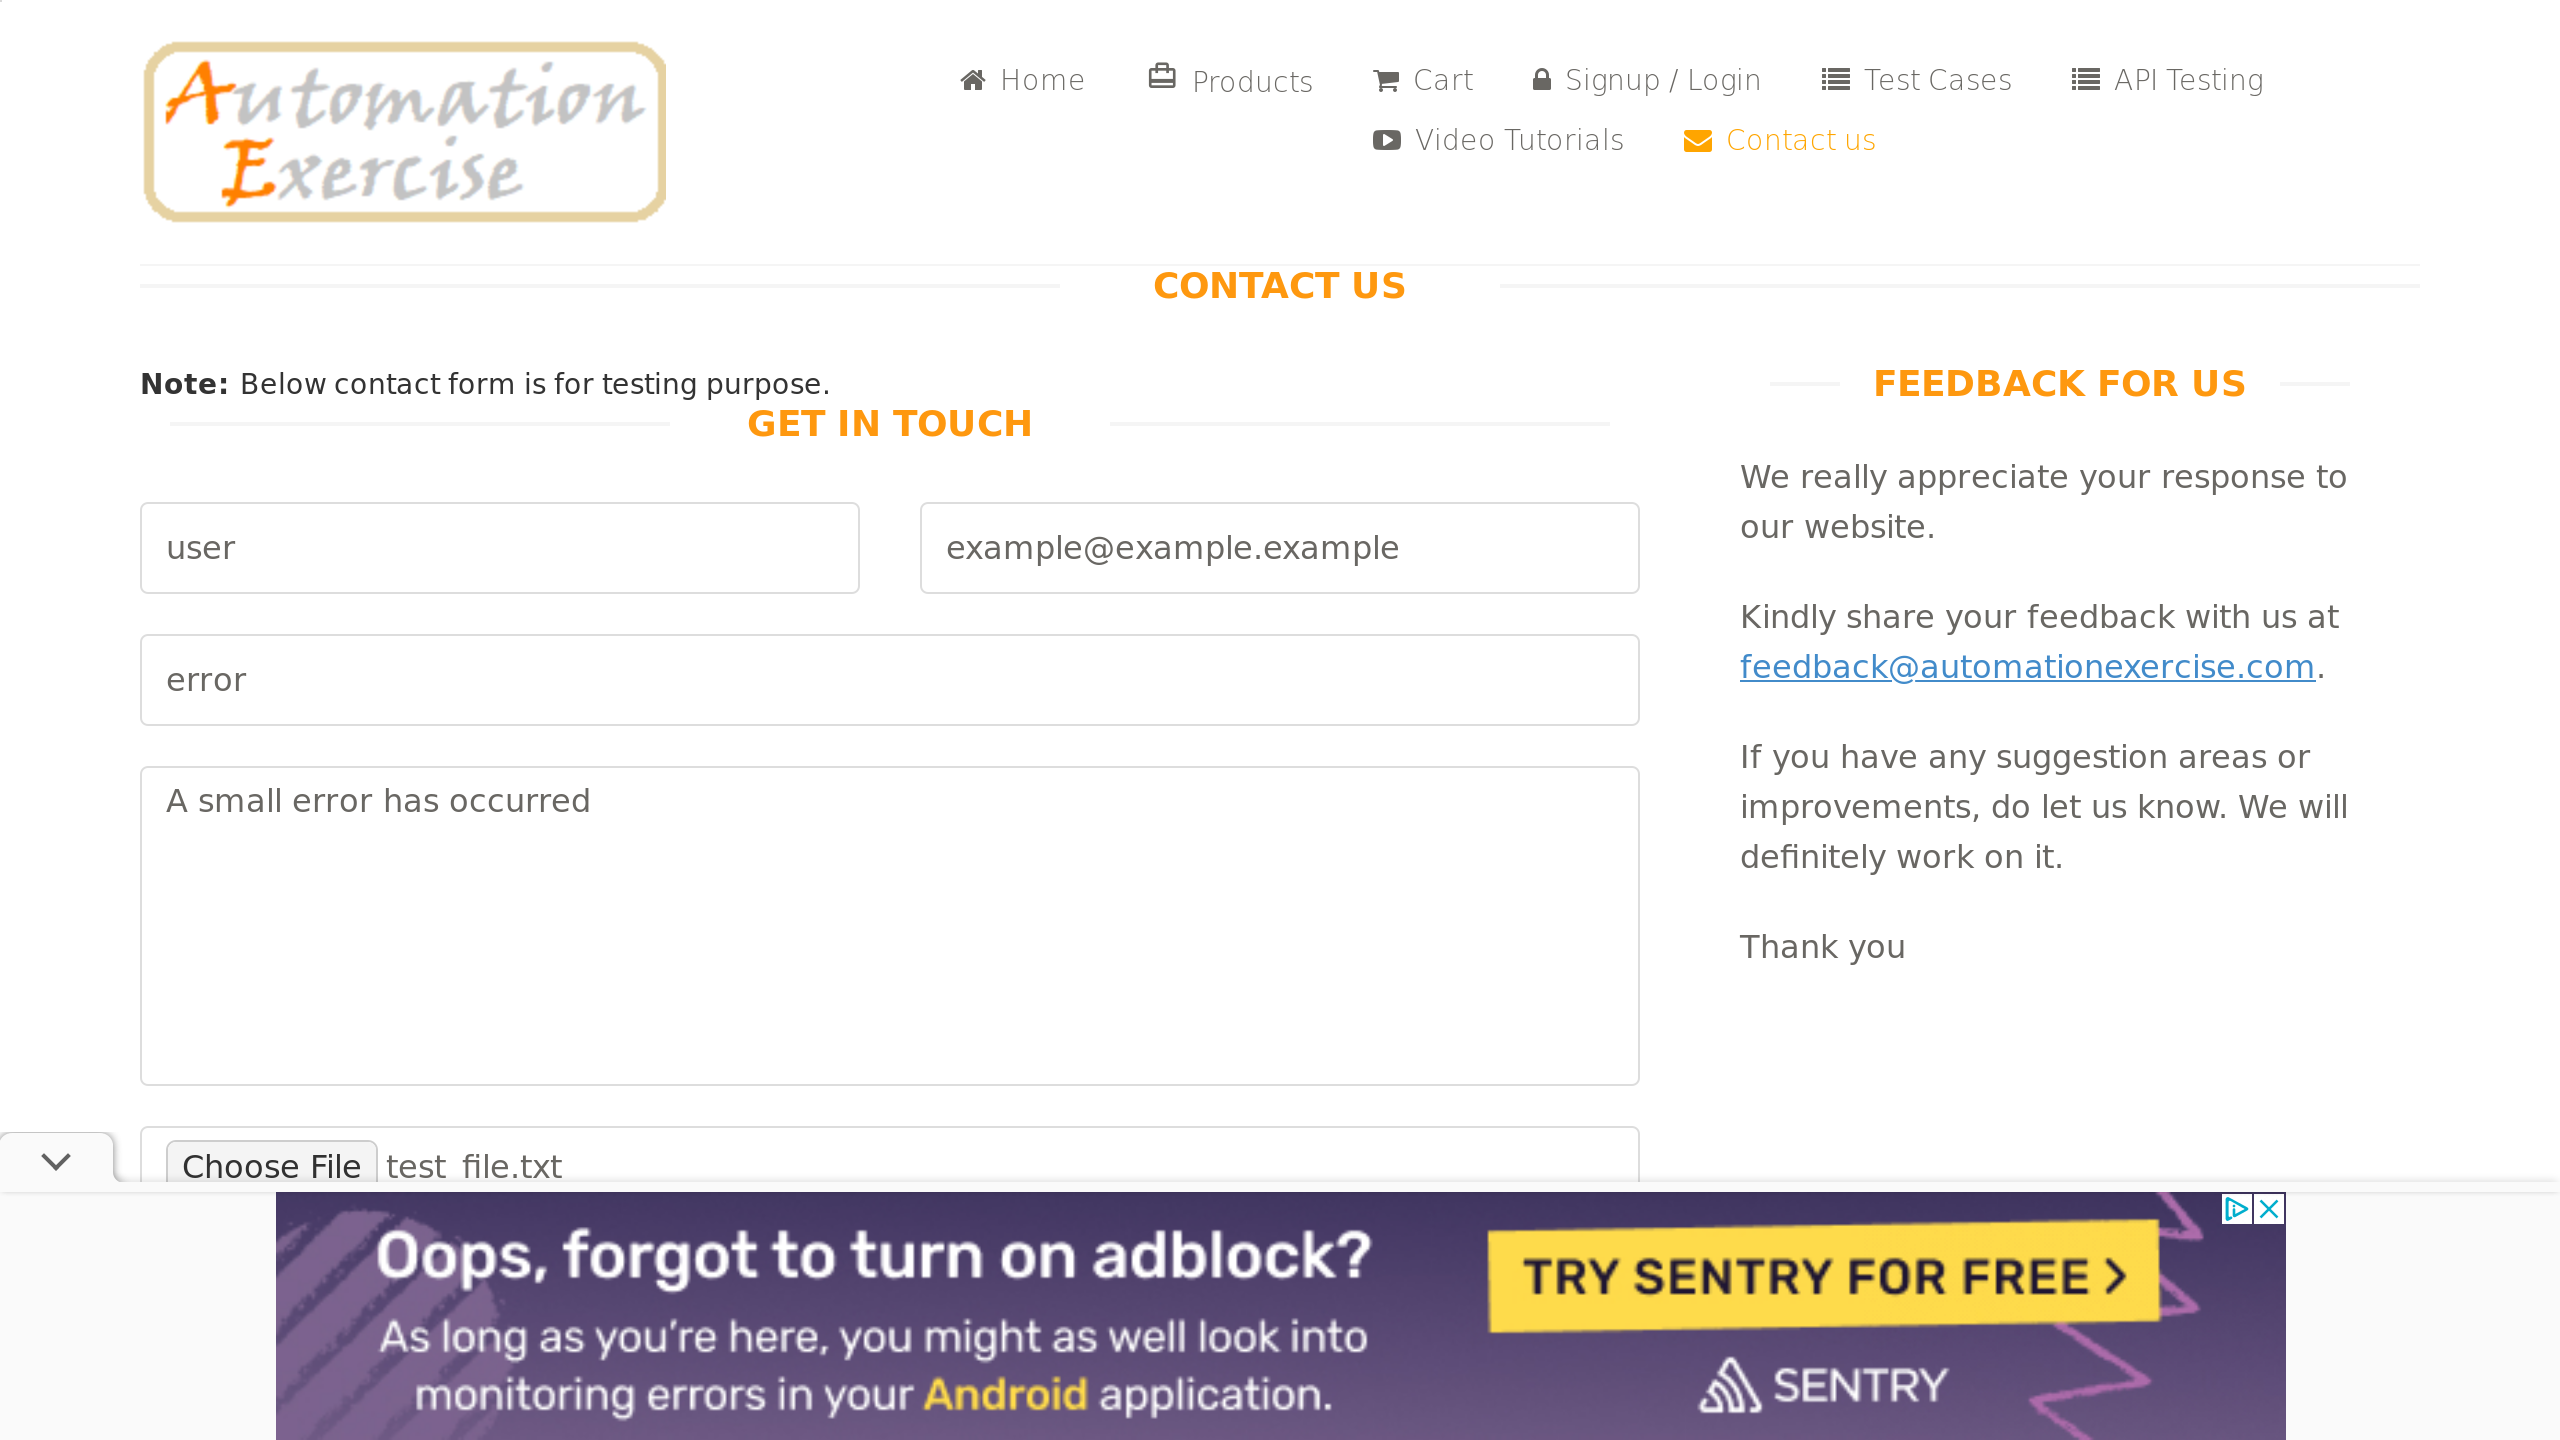 Automation
Exercise
Home
Products
Cart
Signup / Login
Test Cases
API Testing
Video Tutorials
Contact us
CONTACT US
Note: Below contact form is for testing purpose.
GET IN TOUCH
user
example@example.example
error
A small error has occurred
Choose File test_file.txt
FEEDBACK FOR US
We really appreciate your response to
our website.
Kindly share your feedback with us at
feedback@automationexercise.com.
If you have any suggestion areas or
improvements, do let us know. We will
definitely work on it.
Thank you
Oops, forgot to turn on adblock?
As long as you're here, you might as well look into
monitoring errors in your Android application.
TRY SENTRY FOR FREE >
SENTRY